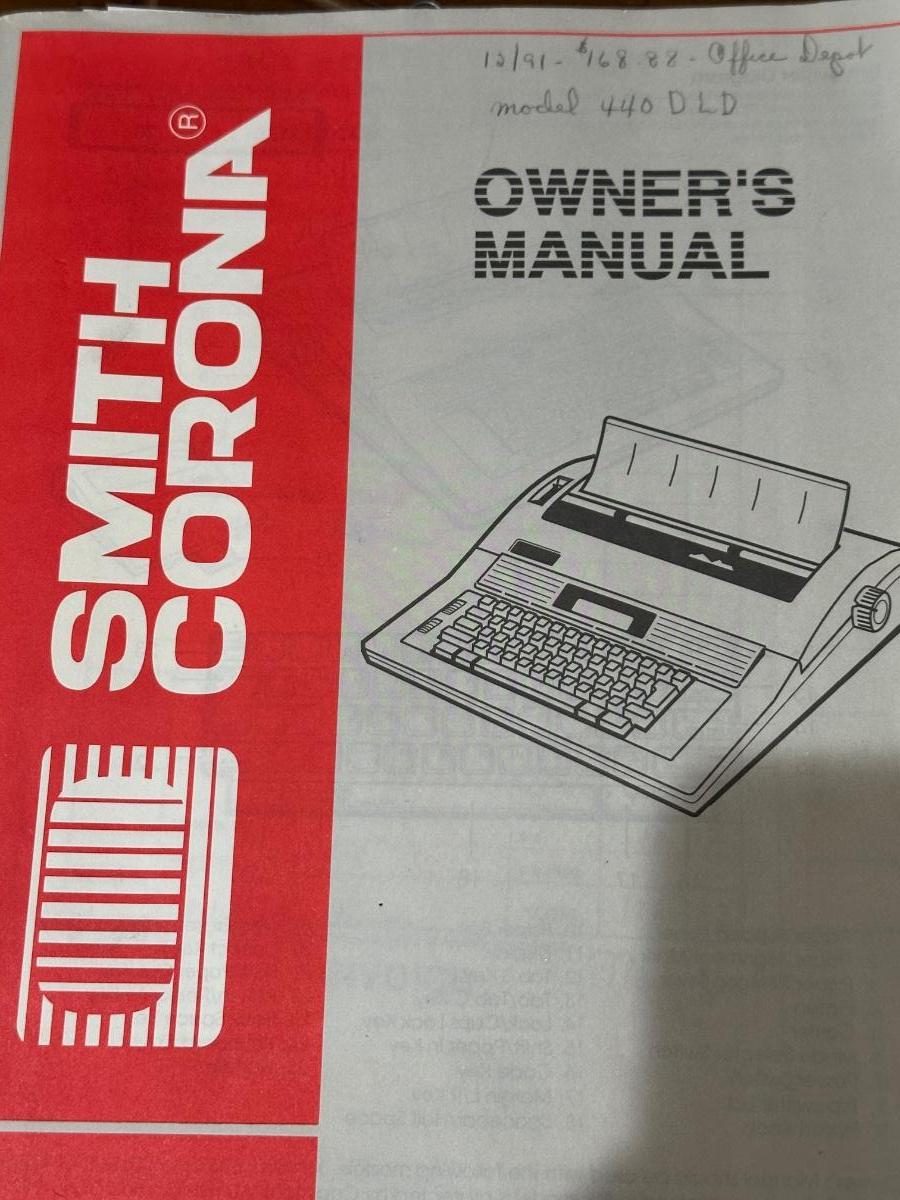 12/91 - $168.88 - Office Depot
model 440 DLD
OWNER'S
MANUAL
SMITH
CORONA®